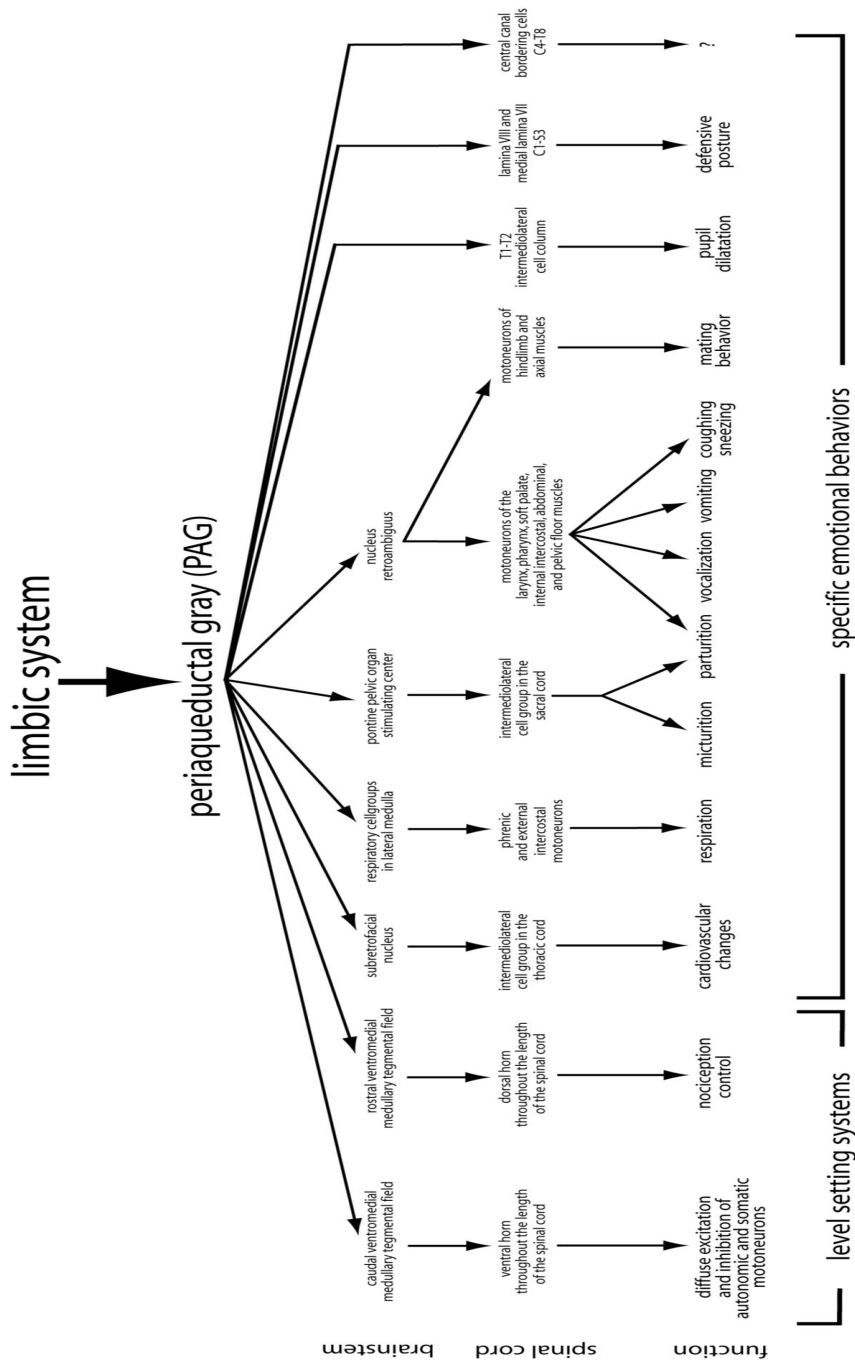 limbic system
periaqueductal gray (PAG)
brainstem
caudal ventromedial
medullary tegmental field
rostral ventromedial
medullary tegmental field
subretrofacial
nucleus
respiratory cellgroups
in lateral medulla
pontine pelvic organ
stimulating center
nucleus
retroambiguus
spinal cord
ventral horn
throughout the length
of the spinal cord
dorsal horn
throughout the length
of the spinal cord
intermediolateral
cell group in the
thoracic cord
phrenic
and external
intercostal
motoneurons
intermediolateral
cell group in the
sacral cord
motoneurons of the
larynx, pharynx, soft palate,
internal intercostal, abdominal,
and pelvic floor muscles
motoneurons of
hindlimb and
axial muscles
T1-T2
intermediolateral
cell column
lamina VIII and
medial lamina VII
C1-S3
central canal
bordering cells
C4-T8
function
diffuse excitation
and inhibition of
autonomic and somatic
motoneurons
nociception
control
cardiovascular
changes
respiration
micturition
parturition
vocalization
vomiting
coughing
sneezing
mating
behavior
pupil
dilatation
defensive
posture
?
level setting systems
specific emotional behaviors